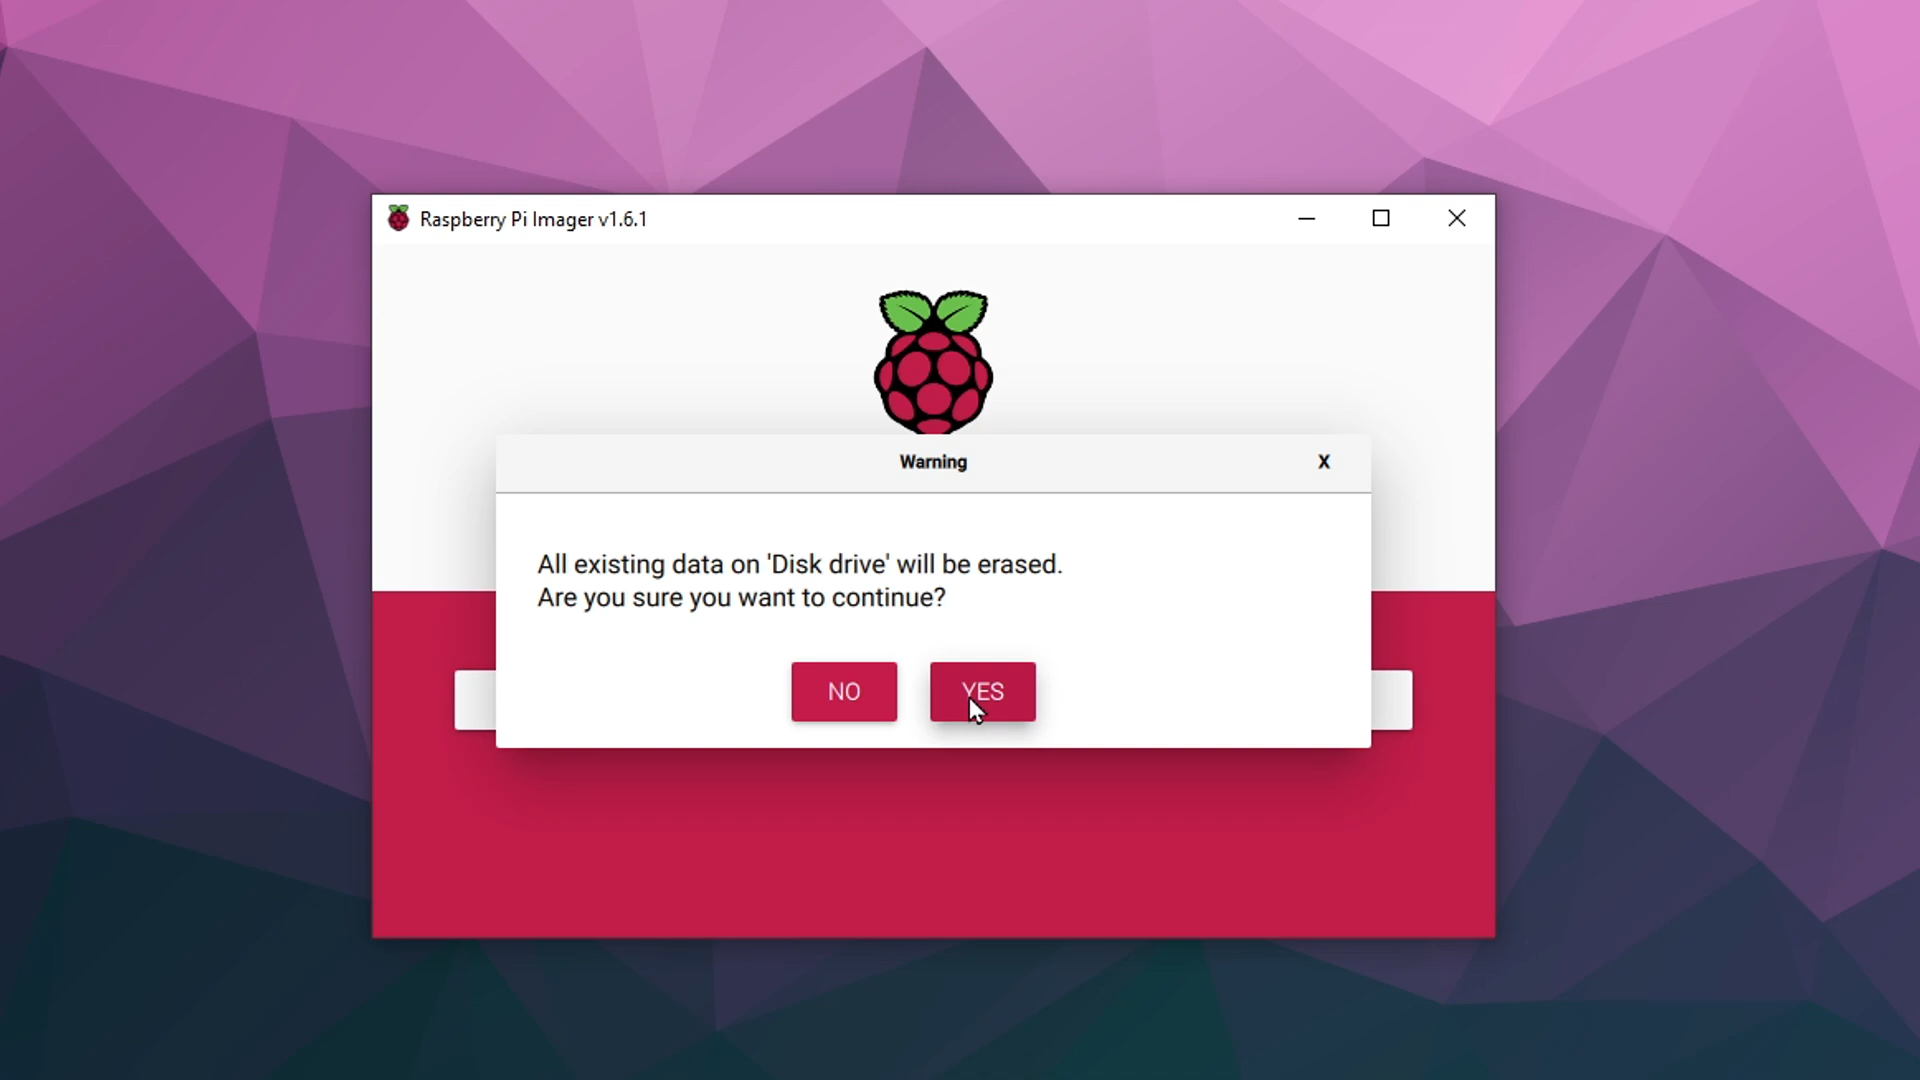 Raspberry Pi Imager v1.6.1
Warning
X
All existing data on 'Disk drive' will be erased.
Are you sure you want to continue?
NO
YES